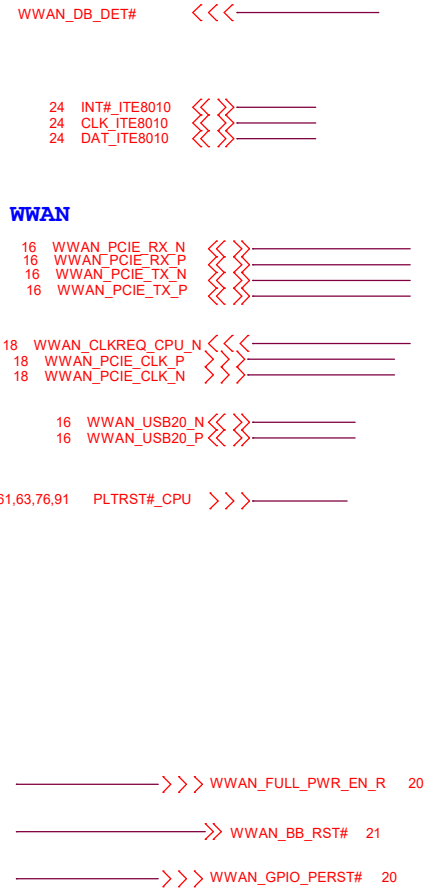 WWAN_DB_DET#
24 INT#_ITE8010
24 CLK_ITE8010
24 DAT_ITE8010
WWAN
16 WWAN_PCIE_RX_N
16 WWAN_PCIE_RX_P
16 WWAN_PCIE_TX_N
16 WWAN_PCIE_TX_P
18 WWAN_CLKREQ_CPU_N
18 WWAN_PCIE_CLK_P
18 WWAN_PCIE_CLK_N
16 WWAN_USB20_N
16 WWAN_USB20_P
61,63,76,91 PLTRST#_CPU
WWAN_FULL_PWR_EN_R 20
WWAN_BB_RST# 21
WWAN_GPIO_PERST# 20